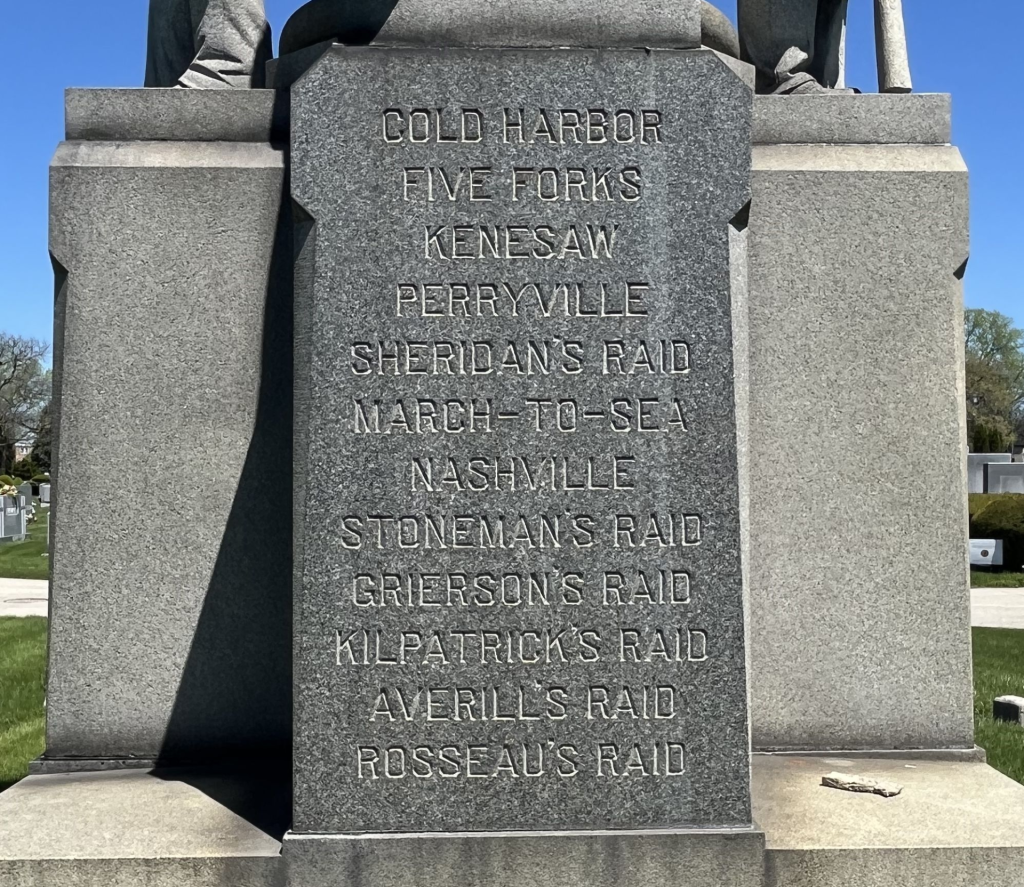 COLD HARBOR
FIVE FORKS
KENESAW
PERRYVILLE
SHERIDAN'S RAID
MARCH-TO-SEA
NASHVILLE
STONEMAN'S RAID
GRIERSON'S RAID
KILPATRICK'S RAID
AVERILL'S RAID
ROSSEAU'S RAID